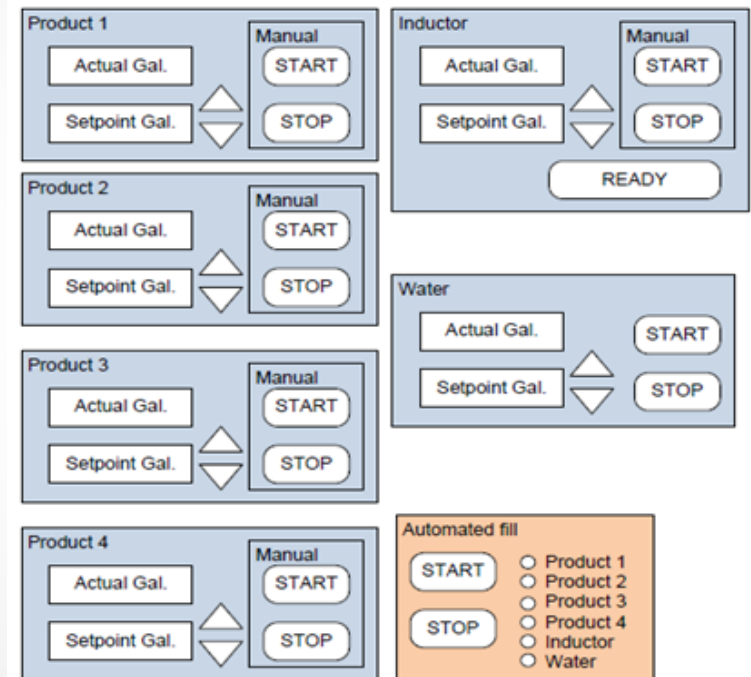 Product 1
Manual
Actual Gal.
START
Setpoint Gal.
STOP
Product 2
Manual
Actual Gal.
START
Setpoint Gal.
STOP
Product 3
Manual
Actual Gal.
START
Setpoint Gal.
STOP
Product 4
Manual
Actual Gal.
START
Setpoint Gal.
STOP
Inductor
Manual
Actual Gal.
START
Setpoint Gal.
STOP
READY
Water
Actual Gal.
START
Setpoint Gal.
STOP
Automated fill
START
STOP
Product 1
Product 2
Product 3
Product 4
Inductor
Water